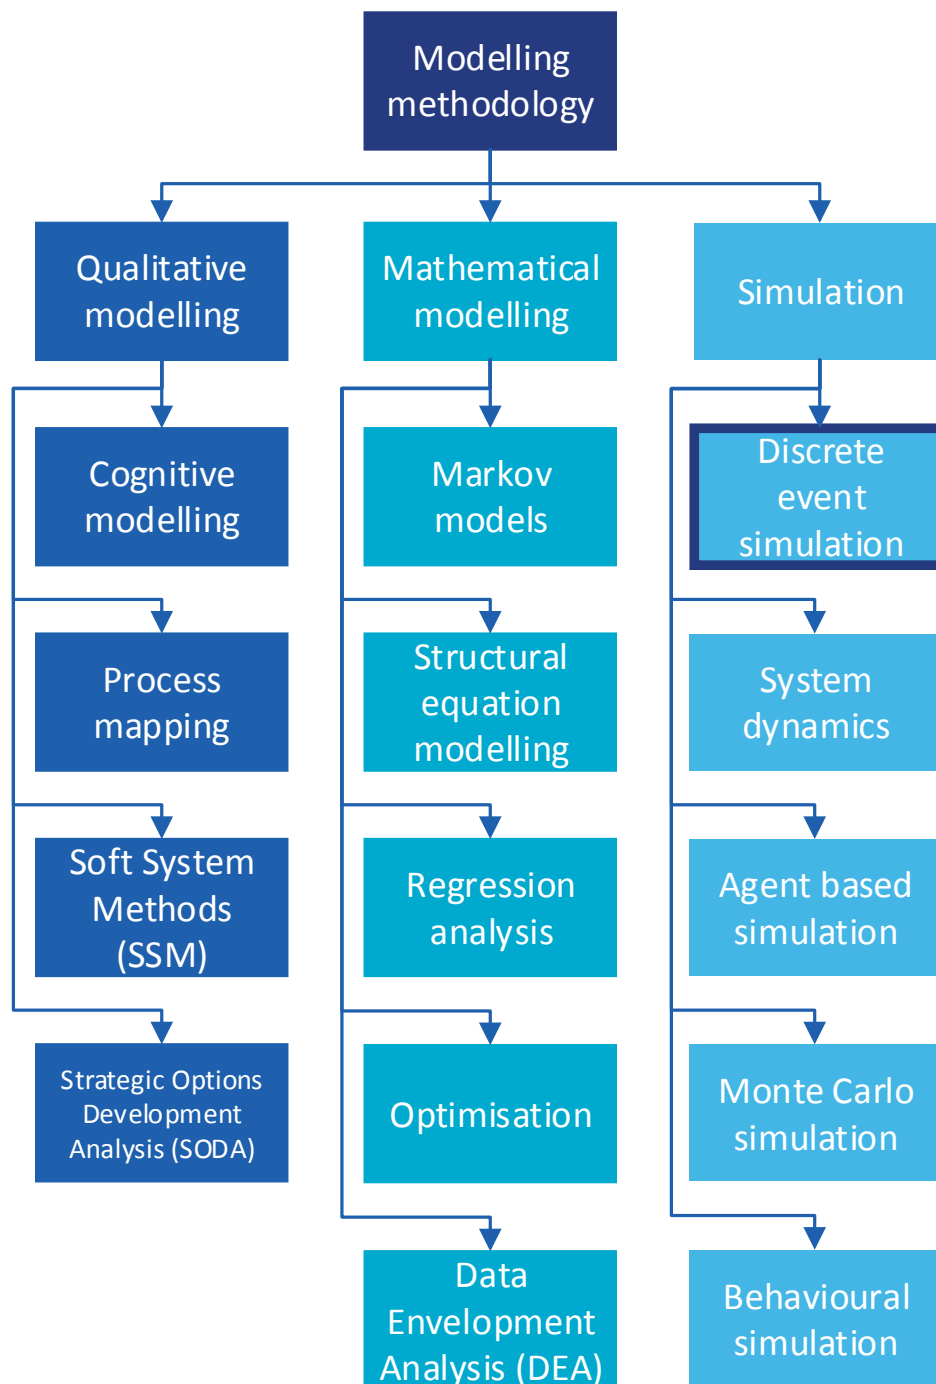 Modelling
methodology
Qualitative
modelling
Mathematical
modelling
Simulation
Cognitive
modelling
Markov
models
Discrete
event
simulation
Process
mapping
Structural
equation
modelling
System
dynamics
Soft System
Methods
(SSM)
Regression
analysis
Agent based
simulation
Strategic Options
Development
Analysis (SODA)
Optimisation
Monte Carlo
simulation
Data
Envelopment
Analysis (DEA)
Behavioural
simulation